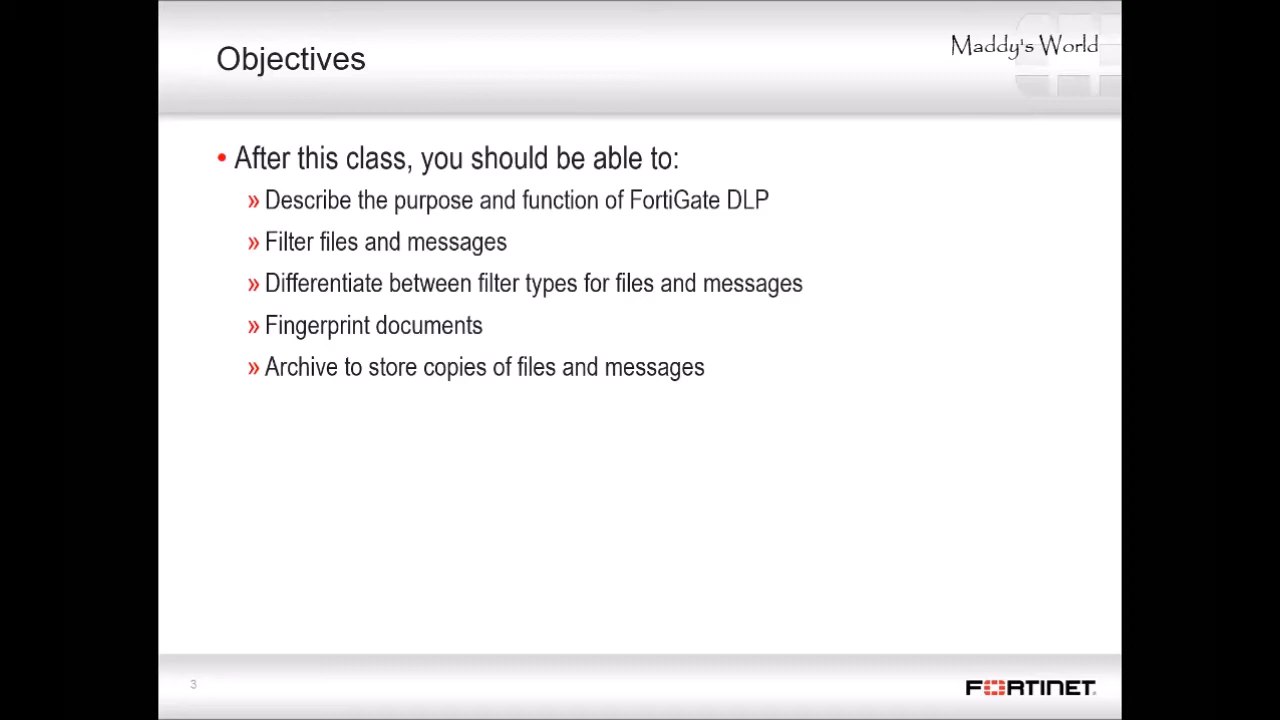 Objectives
Maddy's World
• After this class, you should be able to:
» Describe the purpose and function of FortiGate DLP
» Filter files and messages
» Differentiate between filter types for files and messages
» Fingerprint documents
» Archive to store copies of files and messages
3
FORTINET